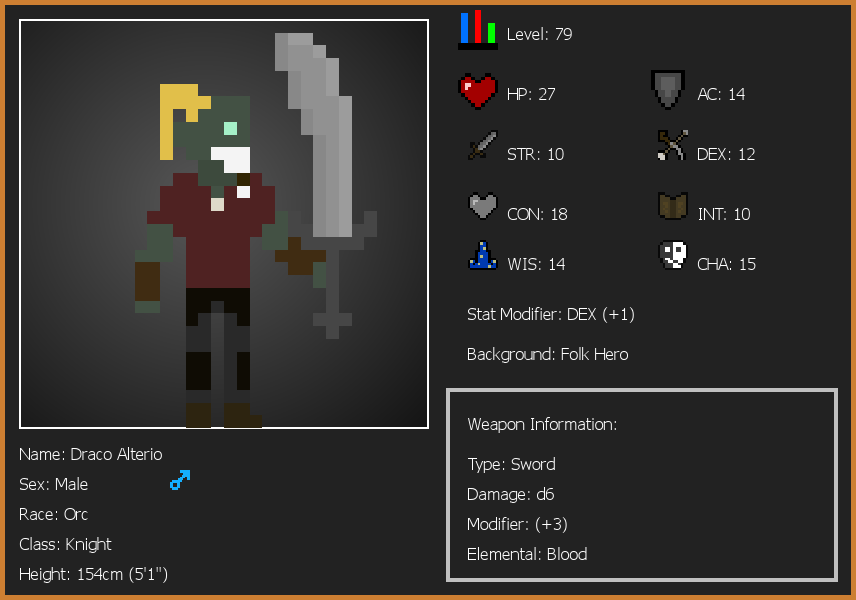 Level: 79
HP: 27
AC: 14
STR: 10
DEX: 12
CON: 18
INT: 10
WIS: 14
CHA: 15
Stat Modifier: DEX (+1)
Background: Folk Hero
Weapon Information:
Type: Sword
Damage: d6
Modifier: (+3)
Elemental: Blood
Name: Draco Alterio
Sex: Male
Race: Orc
Class: Knight
Height: 154cm (5'1")